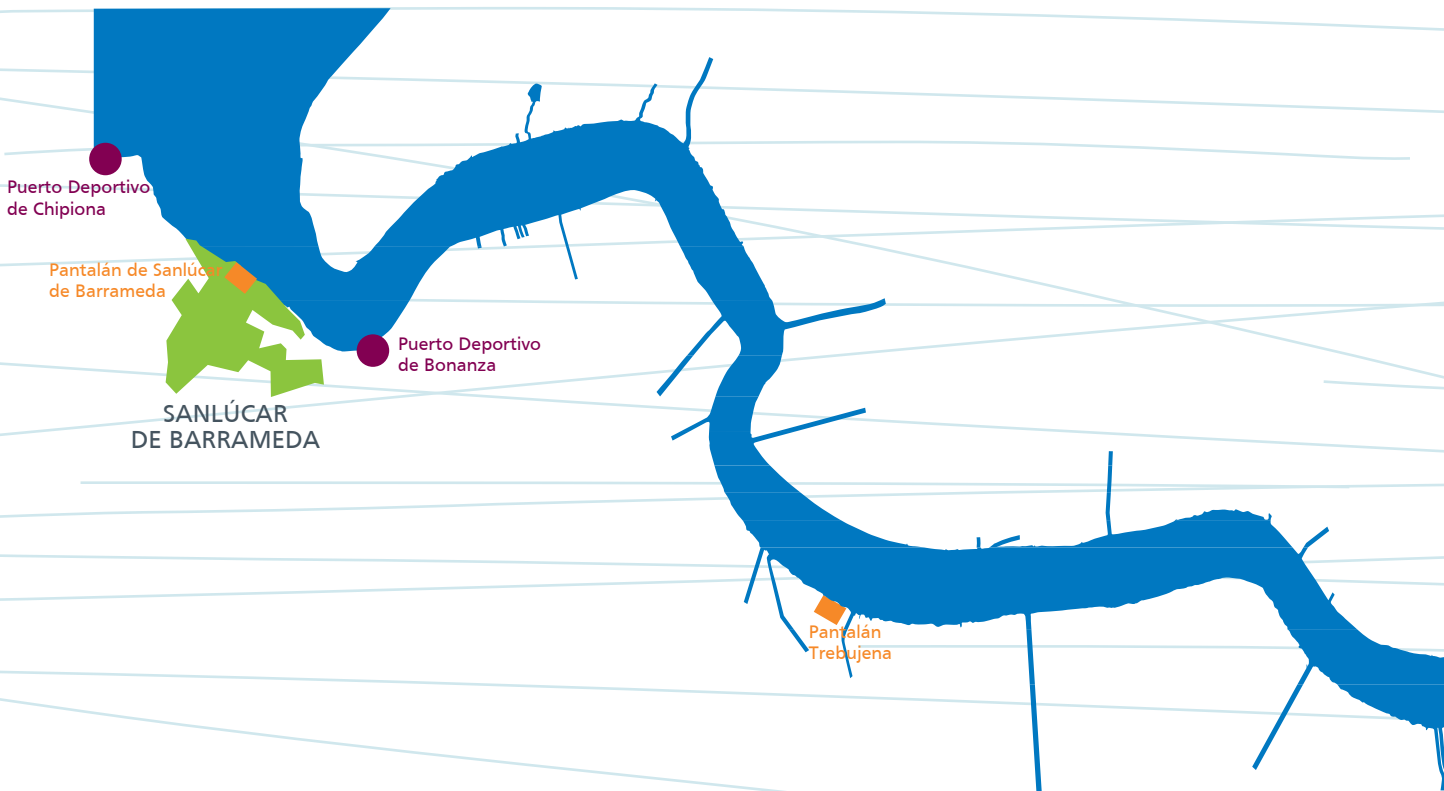 Puerto Deportivo
de Chipiona
Pantalán de Sanlúcar
de Barrameda
Puerto Deportivo
de Bonanza
SANLÚCAR
DE BARRAMEDA
Pantalán
Trebujena